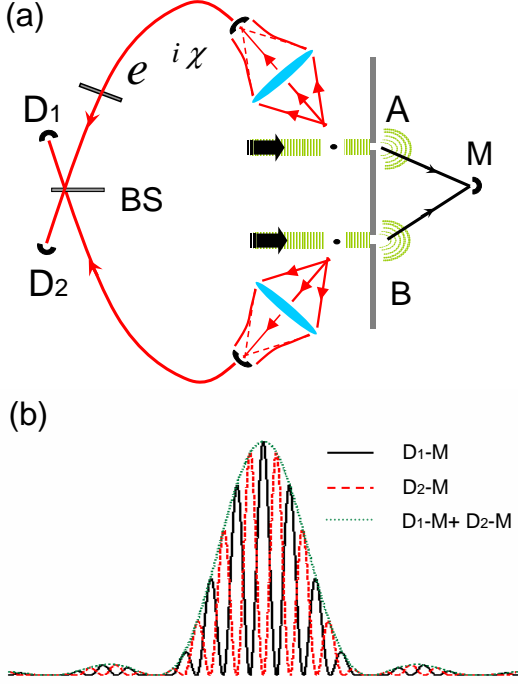 (a)
e^{iχ}
A
D₁
M
BS
D₂
B
(b)
D₁-M
D₂-M
D₁-M+ D₂-M